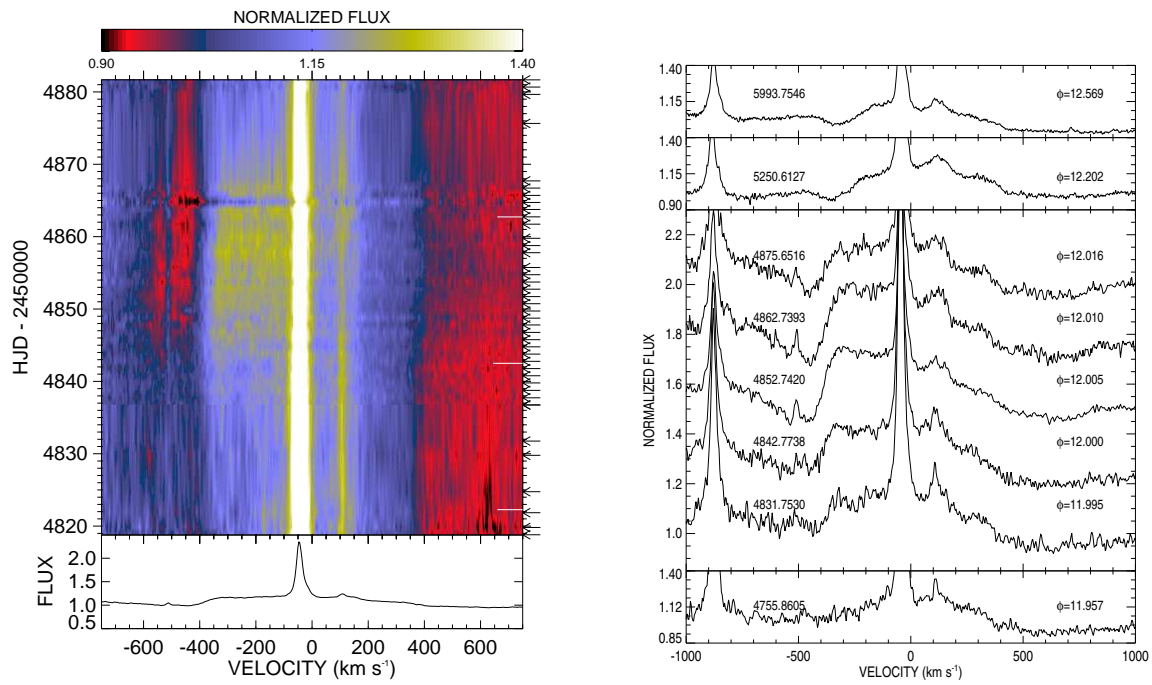 NORMALIZED FLUX
0.90 1.15 1.40
4880
4870
4860
4850
4840
4830
4820
HJD - 2450000
2.0
1.5
1.0
0.5
FLUX
-600 -400 -200 0 200 400 600
VELOCITY (km s-1)
1.40
1.15
5993.7546 ϕ=12.569
1.40
1.15
0.90
5250.6127 ϕ=12.202
2.2
2.0
1.8
1.6
1.4
1.2
1.0
NORMALIZED FLUX
4875.6516 ϕ=12.016
4862.7393 ϕ=12.010
4852.7420 ϕ=12.005
4842.7738 ϕ=12.000
4831.7530 ϕ=11.995
1.40
1.12
0.85
4755.8605 ϕ=11.957
-1000 -500 0 500 1000
VELOCITY (km s-1)